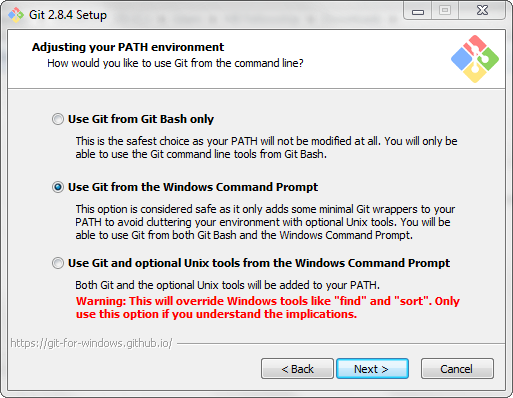 Git 2.8.4 Setup
Adjusting your PATH environment
How would you like to use Git from the command line?
Use Git from Git Bash only
This is the safest choice as your PATH will not be modified at all. You will only be
able to use the Git command line tools from Git Bash.
Use Git from the Windows Command Prompt
This option is considered safe as it only adds some minimal Git wrappers to your
PATH to avoid cluttering your environment with optional Unix tools. You will be
able to use Git from both Git Bash and the Windows Command Prompt.
Use Git and optional Unix tools from the Windows Command Prompt
Both Git and the optional Unix tools will be added to your PATH.
Warning: This will override Windows tools like "find" and "sort". Only
use this option if you understand the implications.
https://git-for-windows.github.io/
< Back
Next >
Cancel